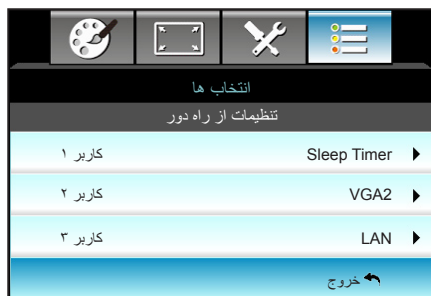 انتخاب ها
تنظیمات از راه دور
کاربر ۱ Sleep Timer
کاربر ۲ VGA2
کاربر ۳ LAN
خروج